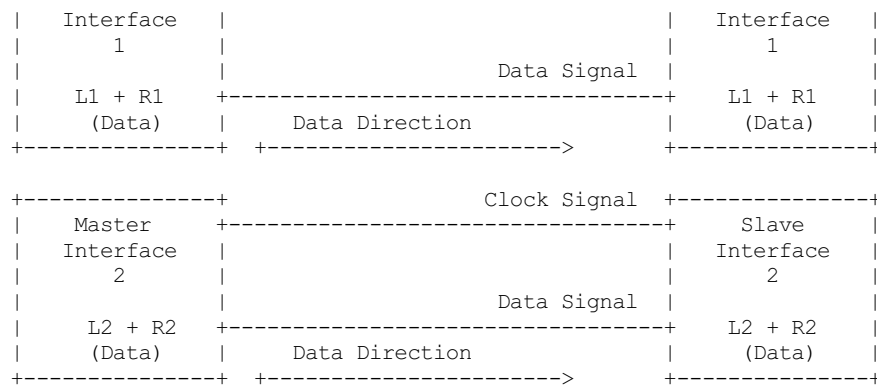 Interface Interface
1 1
Data Signal
L1 + R1 L1 + R1
(Data) Data Direction (Data)
Clock Signal
Master Slave
Interface Interface
2 2
Data Signal
L2 + R2 L2 + R2
(Data) Data Direction (Data)